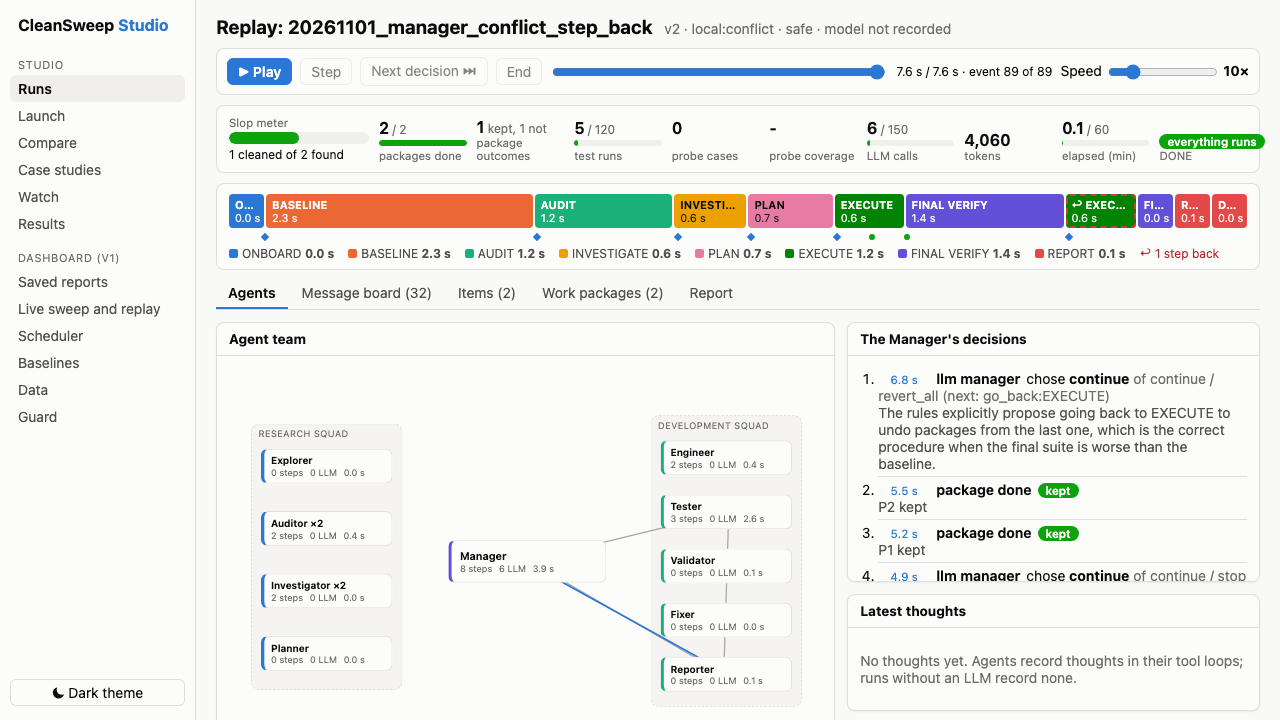 CleanSweep Studio
STUDIO
Runs
Launch
Compare
Case studies
Watch
Results
DASHBOARD (V1)
Saved reports
Live sweep and replay
Scheduler
Baselines
Data
Guard
Dark theme
Replay: 20261101_manager_conflict_step_back v2 · local:conflict · safe · model not recorded
Play Step Next decision End 7.6 s / 7.6 s · event 89 of 89 Speed 10×
Slop meter
1 cleaned of 2 found
2 / 2
packages done
1 kept, 1 not
package
outcomes
5 / 120
test runs
0
probe cases
-
probe coverage
6 / 150
LLM calls
4,060
tokens
0.1 / 60
elapsed (min)
everything runs
DONE
O... BASELINE AUDIT INVESTI... PLAN EXECUTE FINAL VERIFY ↩ EXEC... FI... R... D...
0.0 s 2.3 s 1.2 s 0.6 s 0.7 s 0.6 s 1.4 s 0.6 s 0.0 s 0.1 s 0.0 s
ONBOARD 0.0 s BASELINE 2.3 s AUDIT 1.2 s INVESTIGATE 0.6 s PLAN 0.7 s EXECUTE 1.2 s FINAL VERIFY 1.4 s REPORT 0.1 s ↩ 1 step back
Agents Message board (32) Items (2) Work packages (2) Report
Agent team
RESEARCH SQUAD
Explorer
0 steps 0 LLM 0.0 s
Auditor ×2
2 steps 0 LLM 0.4 s
Investigator ×2
2 steps 0 LLM 0.0 s
Planner
0 steps 0 LLM 0.0 s
Manager
8 steps 6 LLM 3.9 s
DEVELOPMENT SQUAD
Engineer
2 steps 0 LLM 0.4 s
Tester
3 steps 0 LLM 2.6 s
Validator
0 steps 0 LLM 0.1 s
Fixer
0 steps 0 LLM 0.0 s
Reporter
0 steps 0 LLM 0.1 s
The Manager's decisions
1. 6.8 s llm manager chose continue of continue /
revert_all (next: go_back:EXECUTE)
The rules explicitly propose going back to EXECUTE to
undo packages from the last one, which is the correct
procedure when the final suite is worse than the
baseline.
2. 5.5 s package done kept
P2 kept
3. 5.2 s package done kept
P1 kept
4. 4.9 s llm manager chose continue of continue / stop
Latest thoughts
No thoughts yet. Agents record thoughts in their tool loops;
runs without an LLM record none.